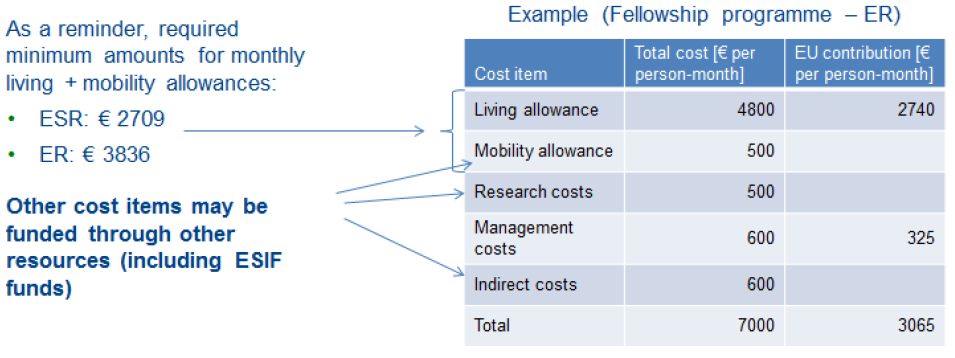 Example (Fellowship programme – ER)
As a reminder, required
minimum amounts for monthly
living + mobility allowances:
• ESR: € 2709
• ER: € 3836
Other cost items may be
funded through other
resources (including ESIF
funds)
Cost item
Total cost [€ per
person-month]
EU contribution [€
per person-month]
Living allowance 4800 2740
Mobility allowance 500
Research costs 500
Management
costs 600 325
Indirect costs 600
Total 7000 3065